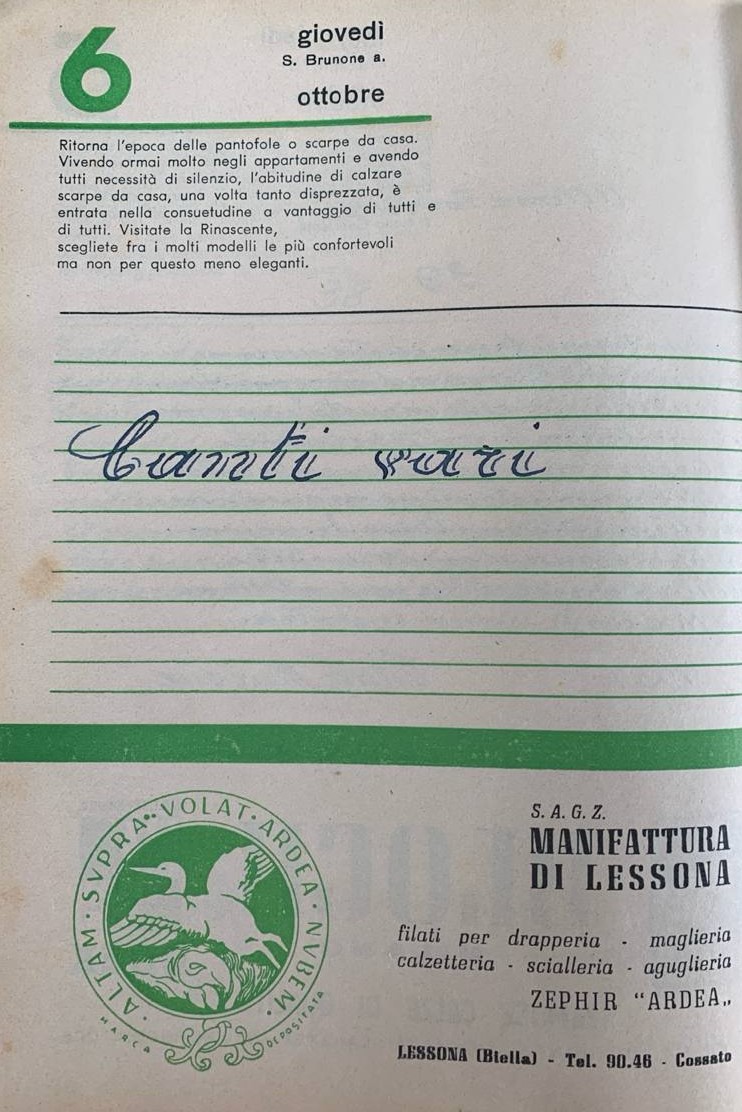 6
giovedì
S. Brunone a.
ottobre
Ritorna l'epoca delle pantofole o scarpe da casa.
Vivendo ormai molto negli appartamenti e avendo
tutti necessità di silenzio, l'abitudine di calzare
scarpe da casa, una volta tanto disprezzata, è
entrata nella consuetudine a vantaggio di tutti e
di tutti. Visitate la Rinascente,
scegliete fra i molti modelli le più confortevoli
ma non per questo meno eleganti.
Canti vari
ALTAM · SVPRA · VOLAT · ARDEA · NVBEM ·
MARCA DEPOSITATA
S. A. G. Z.
MANIFATTURA
DI LESSONA
filati per drapperia - maglieria
calzetteria - scialleria - aguglieria
ZEPHIR "ARDEA„
LESSONA (Biella) - Tel. 90.46 - Cossato